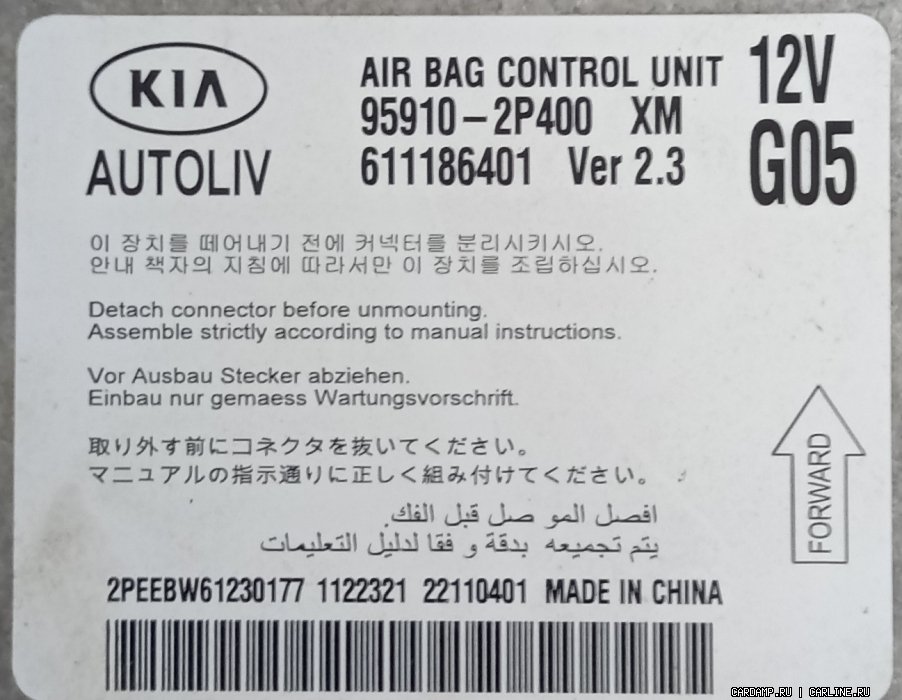 KIA
AUTOLIV
AIR BAG CONTROL UNIT
95910-2P400 XM
611186401 Ver 2.3
12V
G05
이 장치를 떼어내기 전에 커넥터를 분리시키시오.
안내 책자의 지침에 따라서만 이 장치를 조립하십시오.
Detach connector before unmounting.
Assemble strictly according to manual instructions.
Vor Ausbau Stecker abziehen.
Einbau nur gemaess Wartungsvorschrift.
取り外す前にコネクタを抜いてください。
マニュアルの指示通りに正しく組み付けてください。
افصل المو صل قبل الفك.
يتم تجميعه بدقة و فقا لدليل التعليمات
FORWARD
2PEEBW61230177 1122321 22110401 MADE IN CHINA
CARDAMP.RU | CARLINE.RU